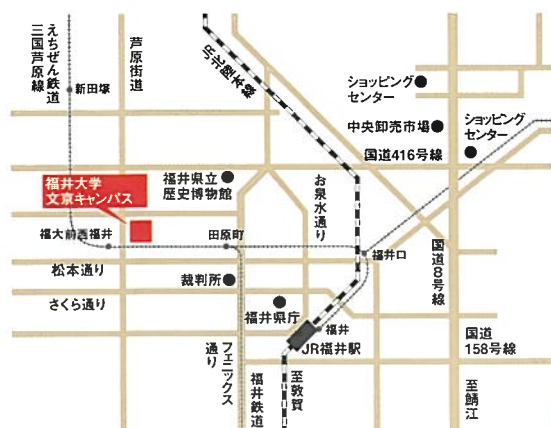 えちぜん鉄道
三国芦原線
芦原街道
新田塚
JR北陸本線
ショッピング
センター
中央卸売市場
ショッピング
センター
国道416号線
福井大学
文京キャンパス
福井県立
歴史博物館
お泉水通り
福大前西福井
田原町
福井口
国道8号線
松本通り
裁判所
さくら通り
福井県庁
福井
JR福井駅
国道
158号線
フェニックス
通り
福井鉄道
至敦賀
至鯖江